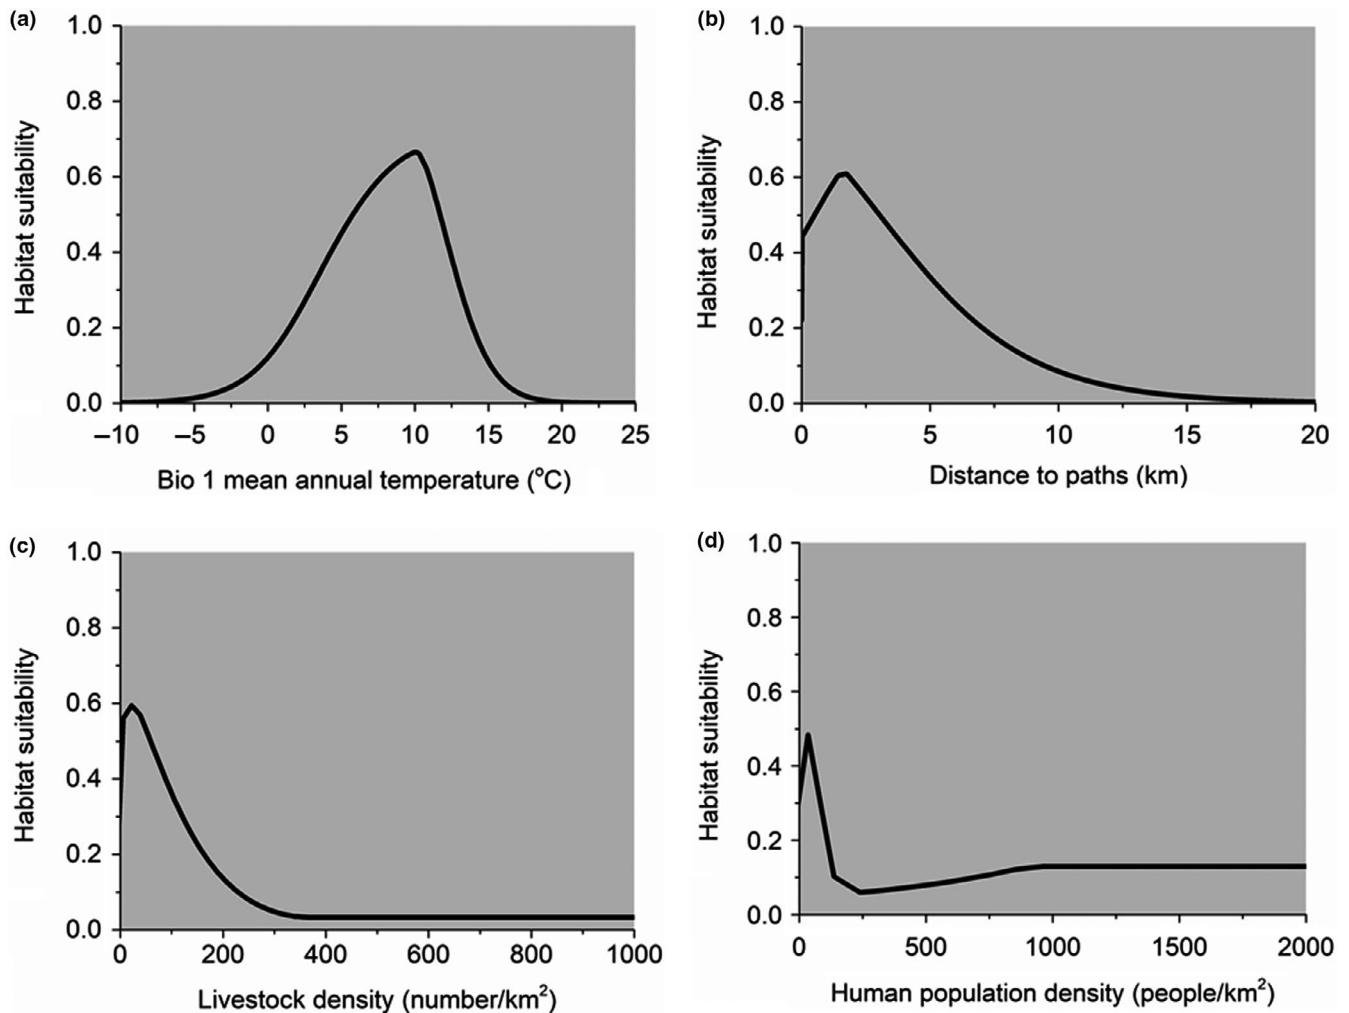 (a)
1.0
0.8
0.6
0.4
0.2
0.0
Habitat suitability
–10 –5 0 5 10 15 20 25
Bio 1 mean annual temperature (°C)
(b)
1.0
0.8
0.6
0.4
0.2
0.0
Habitat suitability
0 5 10 15 20
Distance to paths (km)
(c)
1.0
0.8
0.6
0.4
0.2
0.0
Habitat suitability
0 200 400 600 800 1000
Livestock density (number/km²)
(d)
1.0
0.8
0.6
0.4
0.2
0.0
Habitat suitability
0 500 1000 1500 2000
Human population density (people/km²)